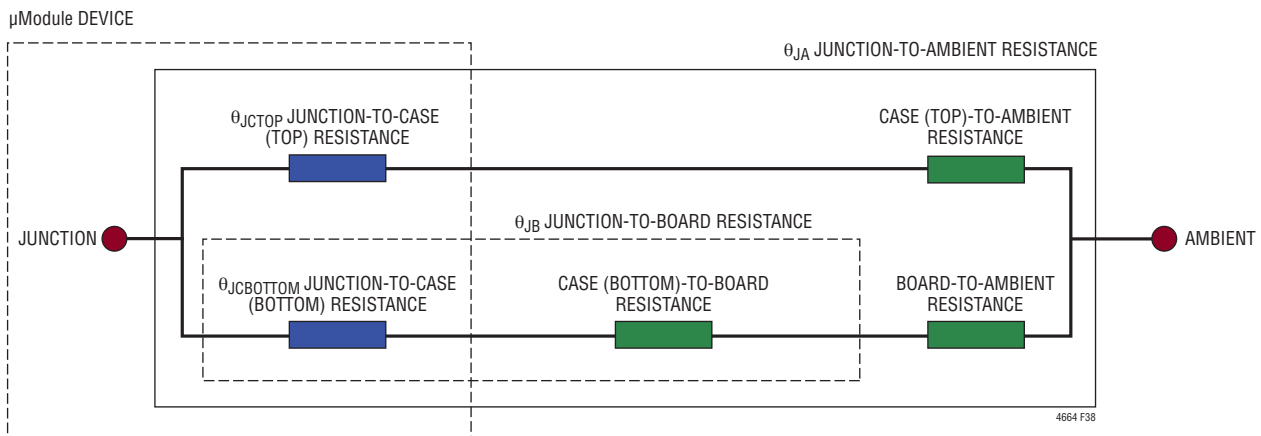 µModule DEVICE
θJA JUNCTION-TO-AMBIENT RESISTANCE
θJCTOP JUNCTION-TO-CASE
(TOP) RESISTANCE
CASE (TOP)-TO-AMBIENT
RESISTANCE
θJB JUNCTION-TO-BOARD RESISTANCE
JUNCTION
AMBIENT
θJCBOTTOM JUNCTION-TO-CASE
(BOTTOM) RESISTANCE
CASE (BOTTOM)-TO-BOARD
RESISTANCE
BOARD-TO-AMBIENT
RESISTANCE
4664 F38